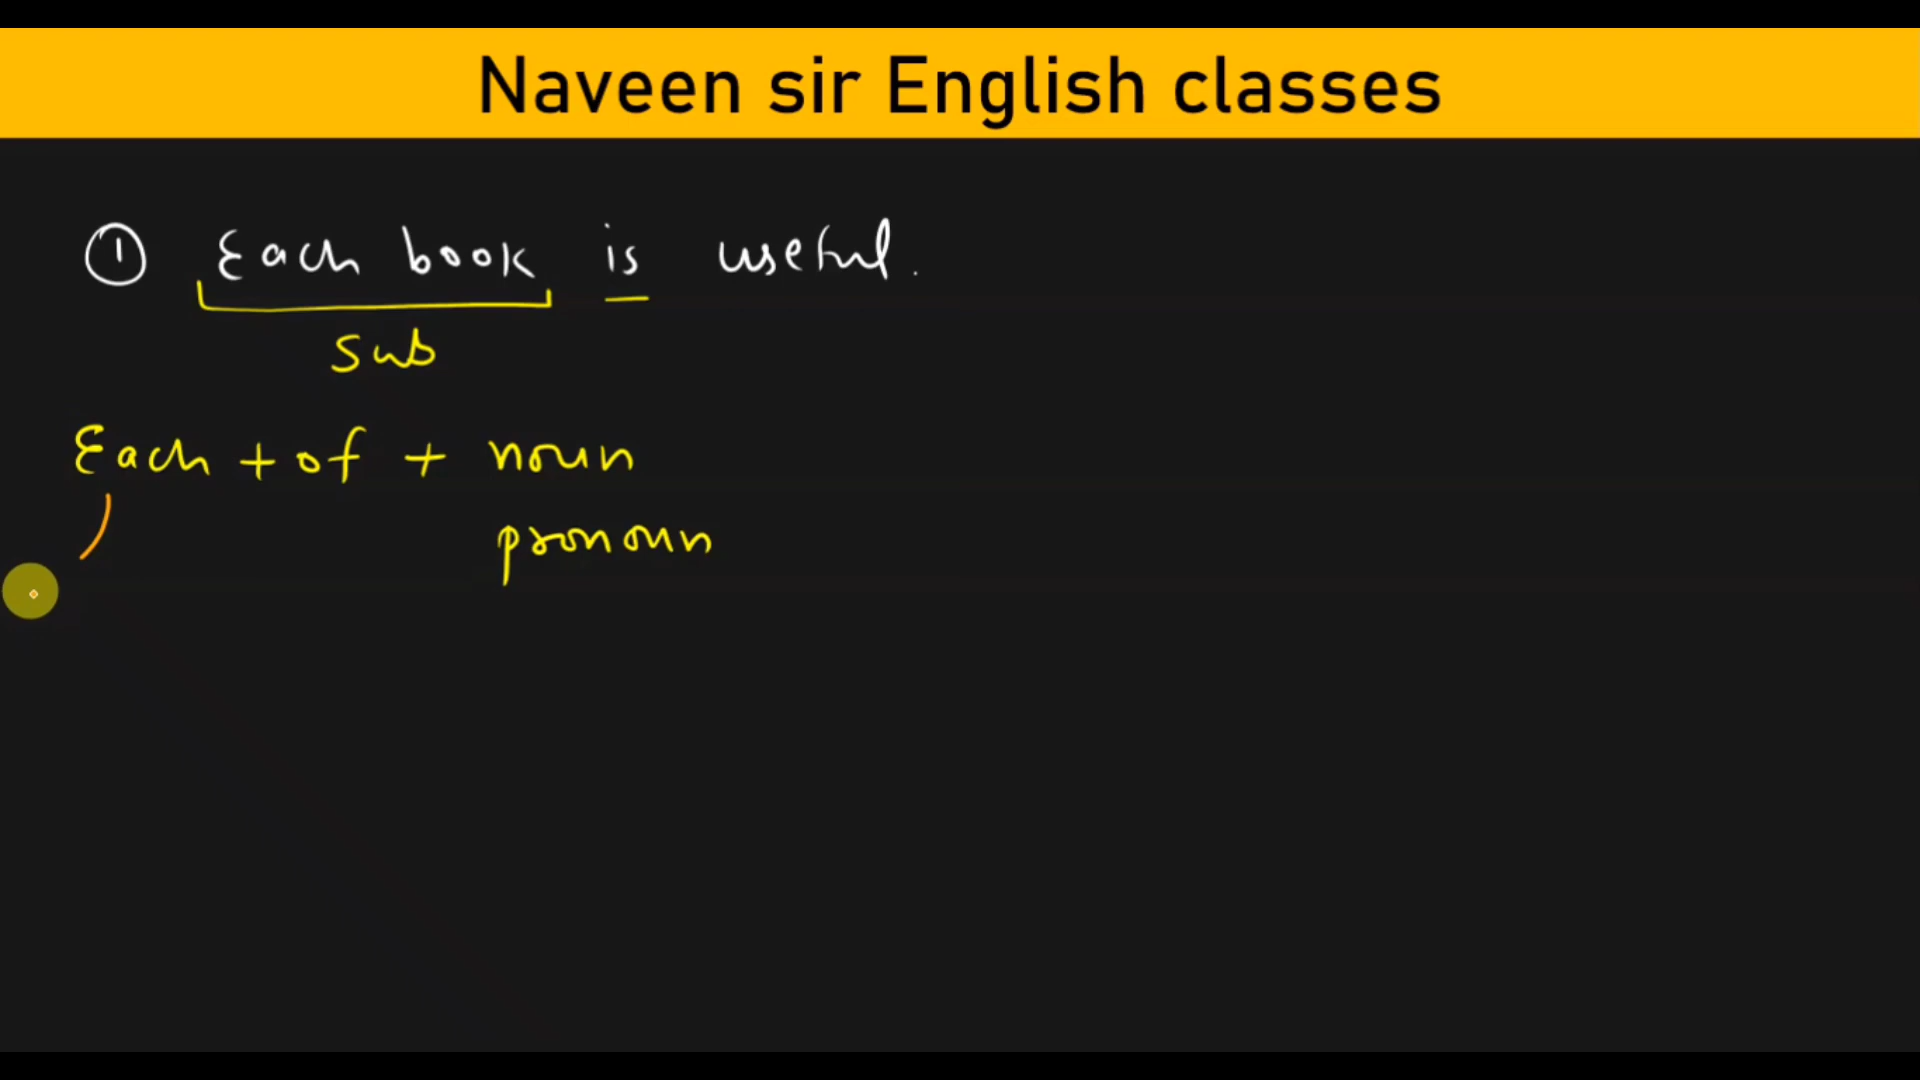 Naveen sir English classes
① Each book is useful.
sub
Each + of + noun
pronoun